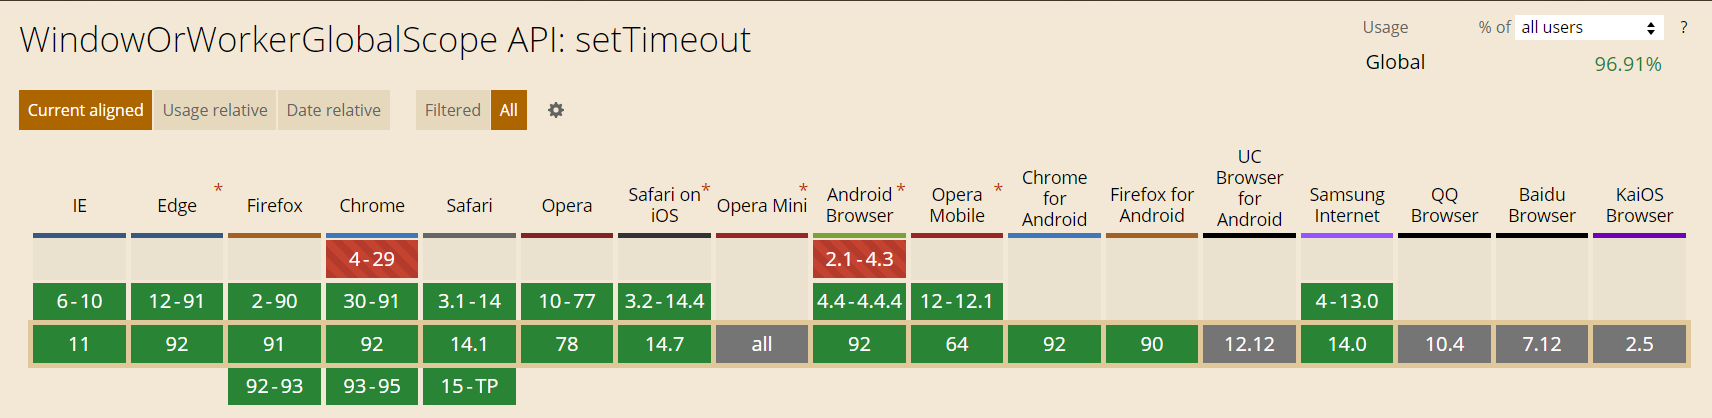 WindowOrWorkerGlobalScope API: setTimeout
Usage % of all users ?
Global 96.91%
Current aligned Usage relative Date relative Filtered All
IE
Edge *
Firefox
Chrome
Safari
Opera
Safari on *
iOS
Opera Mini *
Android *
Browser
Opera *
Mobile
Chrome
for
Android
Firefox for
Android
UC
Browser
for
Android
Samsung
Internet
QQ
Browser
Baidu
Browser
KaiOS
Browser
4-29 2.1-4.3
6-10 12-91 2-90 30-91 3.1-14 10-77 3.2-14.4 4.4-4.4.4 12-12.1 4-13.0
11 92 91 92 14.1 78 14.7 all 92 64 92 90 12.12 14.0 10.4 7.12 2.5
92-93 93-95 15-TP